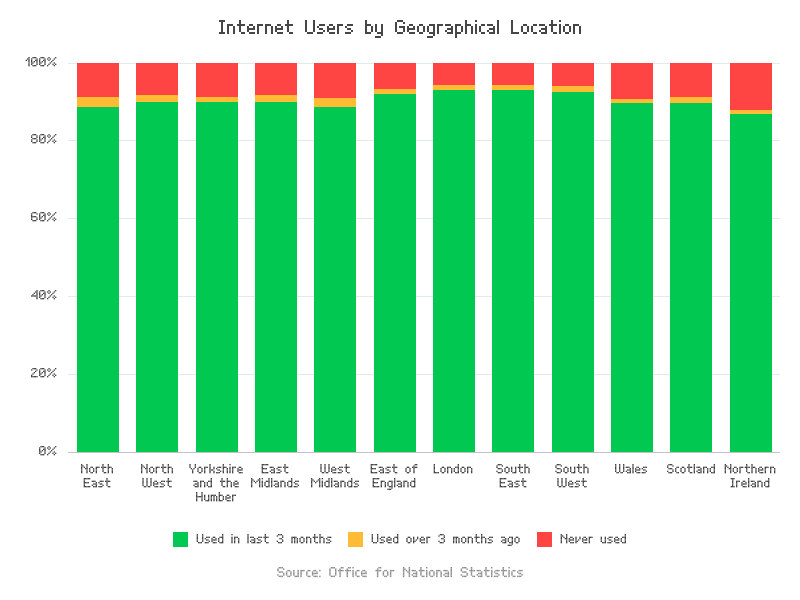 Internet Users by Geographical Location
100%
80%
60%
40%
20%
0%
North East
North West
Yorkshire and the Humber
East Midlands
West Midlands
East of England
London
South East
South West
Wales
Scotland
Northern Ireland
Used in last 3 months
Used over 3 months ago
Never used
Source: Office for National Statistics